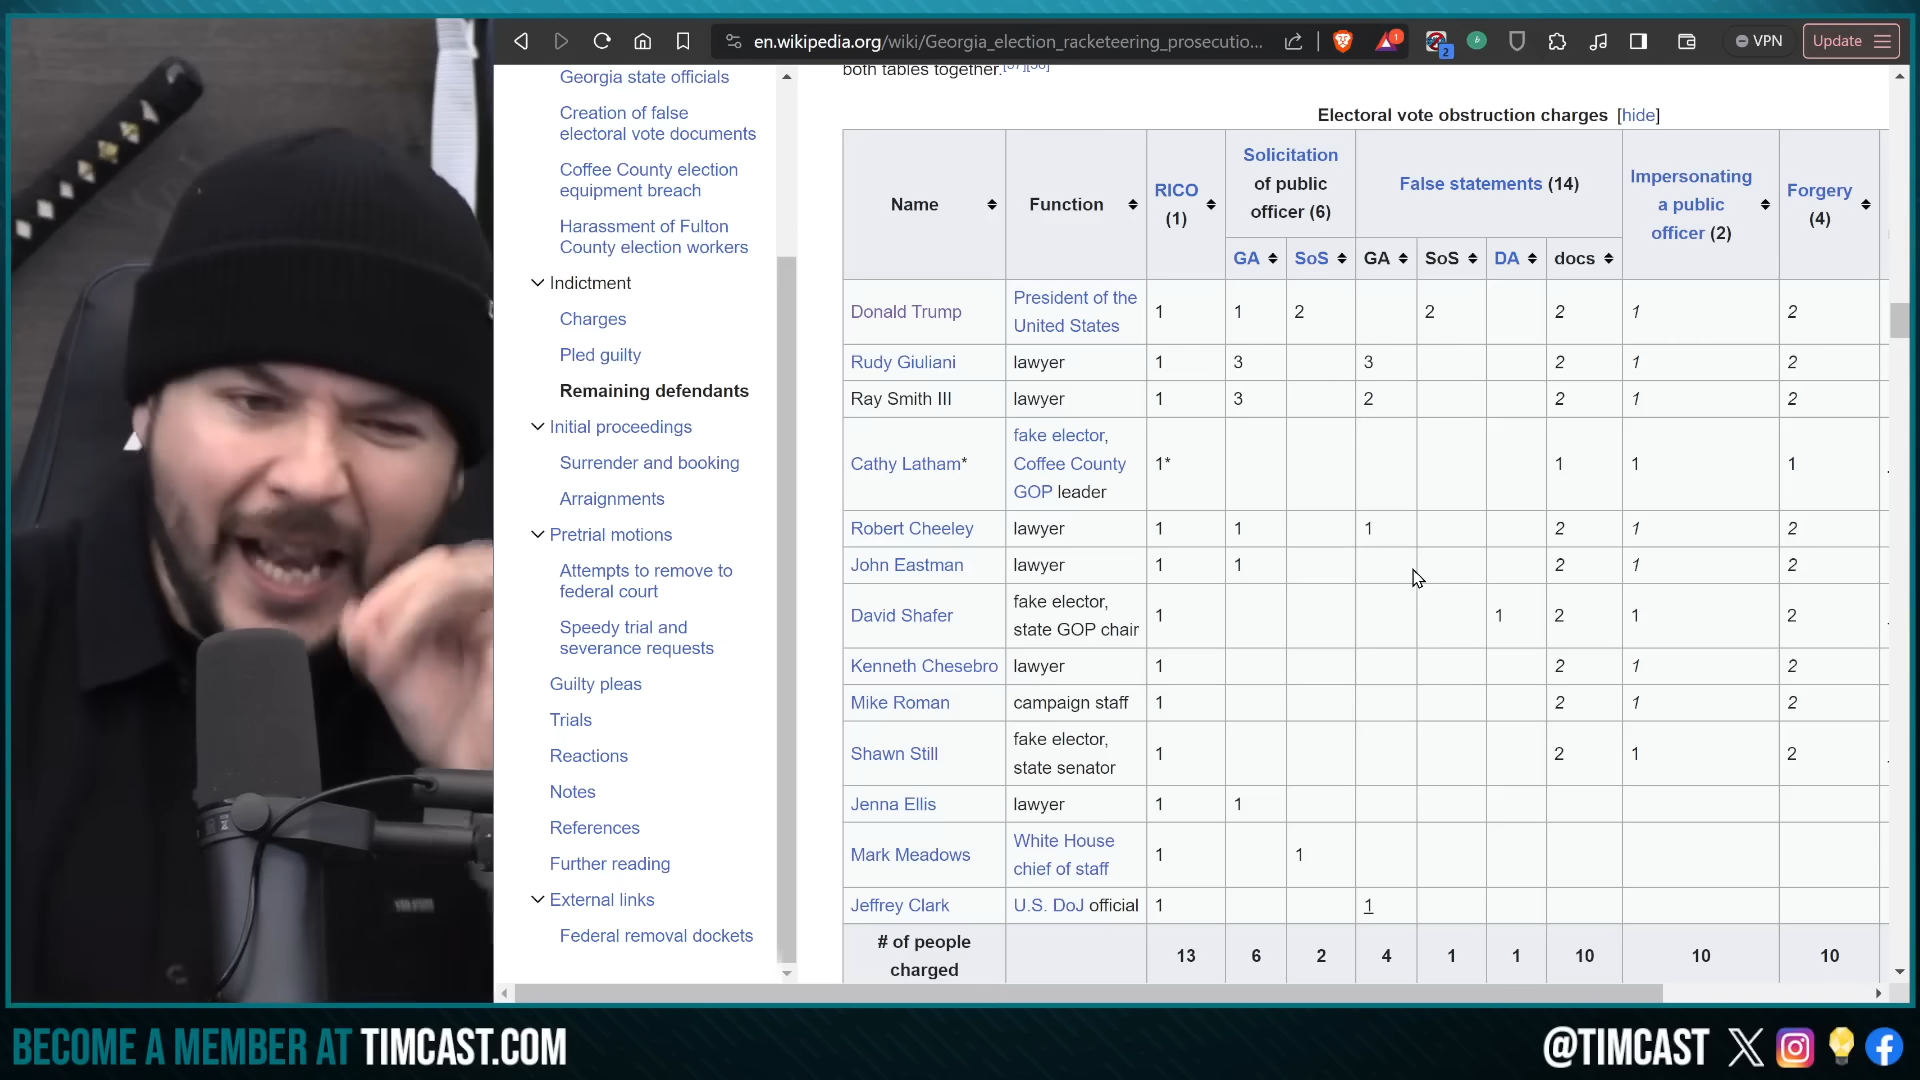 en.wikipedia.org/wiki/Georgia_election_racketeering_prosecutio...
1
2
b
VPN
Update
Georgia state officials
Creation of false
electoral vote documents
Coffee County election
equipment breach
Harassment of Fulton
County election workers
Indictment
Charges
Pled guilty
Remaining defendants
Initial proceedings
Surrender and booking
Arraignments
Pretrial motions
Attempts to remove to
federal court
Speedy trial and
severance requests
Guilty pleas
Trials
Reactions
Notes
References
Further reading
External links
Federal removal dockets
both tables together.
Electoral vote obstruction charges [hide]
Name
Function
RICO
(1)
Solicitation
of public
officer (6)
False statements (14)
Impersonating
a public
officer (2)
Forgery
(4)
GA SoS GA SoS DA docs
Donald Trump President of the
United States 1 1 2 2 2 1 2
Rudy Giuliani lawyer 1 3 3 2 1 2
Ray Smith III lawyer 1 3 2 2 1 2
Cathy Latham* fake elector,
Coffee County
GOP leader 1* 1 1 1
Robert Cheeley lawyer 1 1 1 2 1 2
John Eastman lawyer 1 1 2 1 2
David Shafer fake elector,
state GOP chair 1 1 2 1 2
Kenneth Chesebro lawyer 1 2 1 2
Mike Roman campaign staff 1 2 1 2
Shawn Still fake elector,
state senator 1 2 1 2
Jenna Ellis lawyer 1 1
Mark Meadows White House
chief of staff 1 1
Jeffrey Clark U.S. DoJ official 1 1
# of people
charged 13 6 2 4 1 1 10 10 10
BECOME A MEMBER AT TIMCAST.COM
@TIMCAST